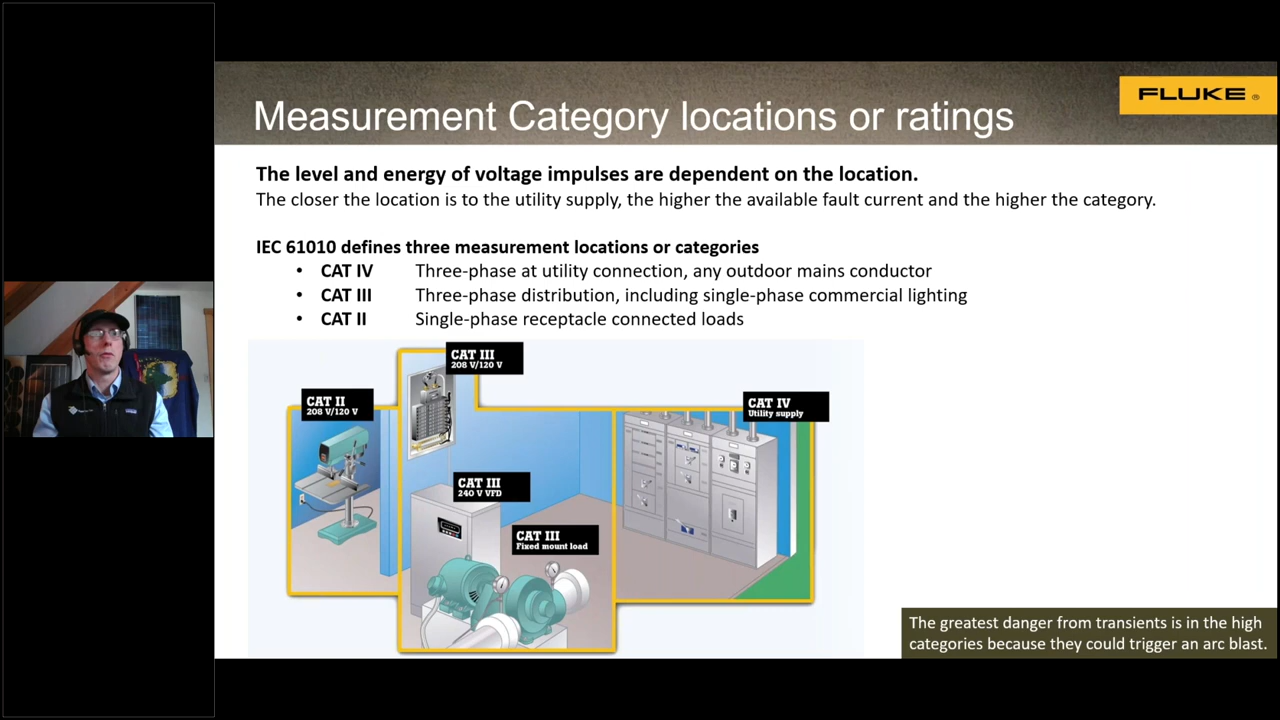 Measurement Category locations or ratings
FLUKE ®
The level and energy of voltage impulses are dependent on the location.
The closer the location is to the utility supply, the higher the available fault current and the higher the category.
IEC 61010 defines three measurement locations or categories
• CAT IV Three-phase at utility connection, any outdoor mains conductor
• CAT III Three-phase distribution, including single-phase commercial lighting
• CAT II Single-phase receptacle connected loads
CAT III
208 V/120 V
CAT II
208 V/120 V
CAT IV
Utility supply
CAT III
240 V VFD
CAT III
Fixed mount load
The greatest danger from transients is in the high
categories because they could trigger an arc blast.